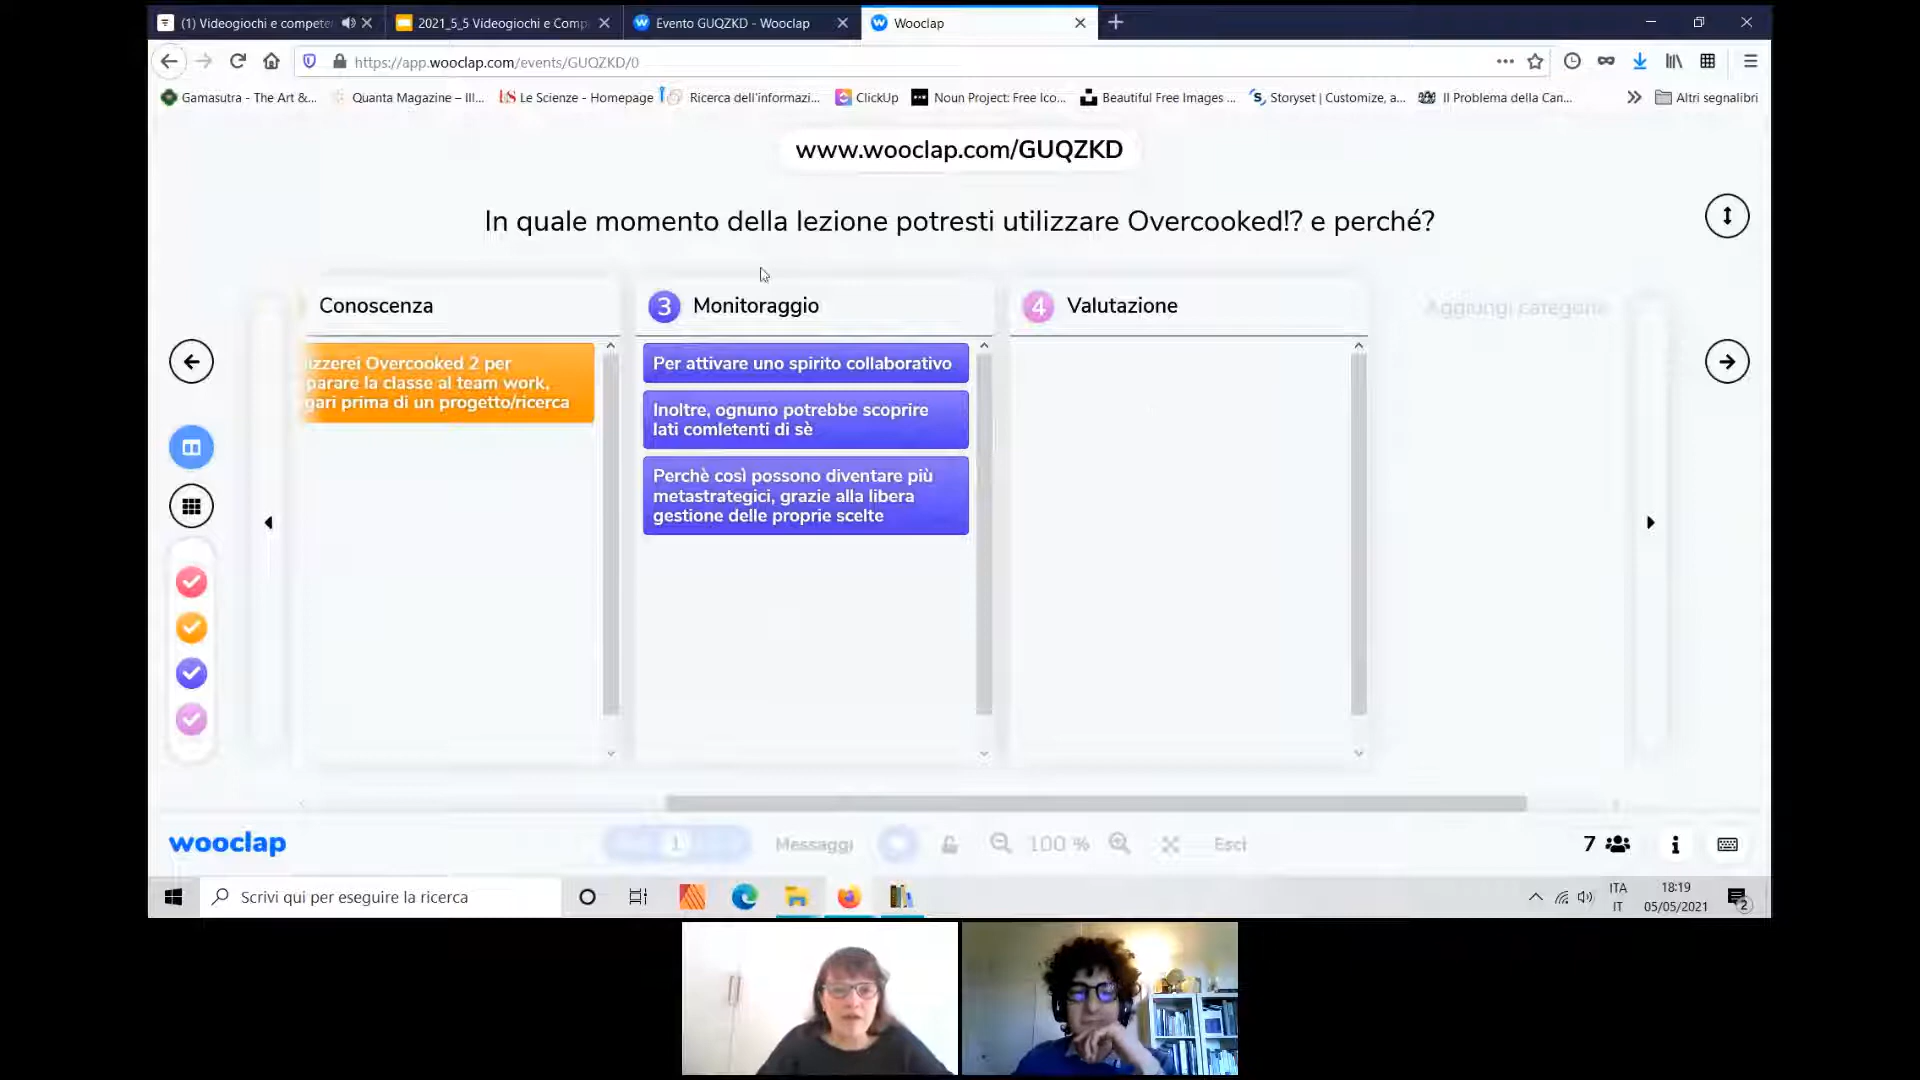 (1) Videogiochi e compete
2021_5_5 Videogiochi e Comp
Evento GUQZKD - Wooclap
Wooclap
https://app.wooclap.com/events/GUQZKD/0
Gamasutra - The Art &...
Quanta Magazine – Ill...
Le Scienze - Homepage
Ricerca dell'informazi...
ClickUp
Noun Project: Free Ico...
Beautiful Free Images ...
Storyset | Customize, a...
Il Problema della Can...
Altri segnalibri
www.wooclap.com/GUQZKD
In quale momento della lezione potresti utilizzare Overcooked!? e perché?
Conoscenza
izzerei Overcooked 2 per
parare la classe al team work,
gari prima di un progetto/ricerca
3 Monitoraggio
Per attivare uno spirito collaborativo
Inoltre, ognuno potrebbe scoprire
lati comletenti di sè
Perchè così possono diventare più
metastrategici, grazie alla libera
gestione delle proprie scelte
4 Valutazione
Aggiungi categorie
wooclap
1
Messaggi
100 %
Esci
7
Scrivi qui per eseguire la ricerca
ITA
IT
18:19
05/05/2021
2